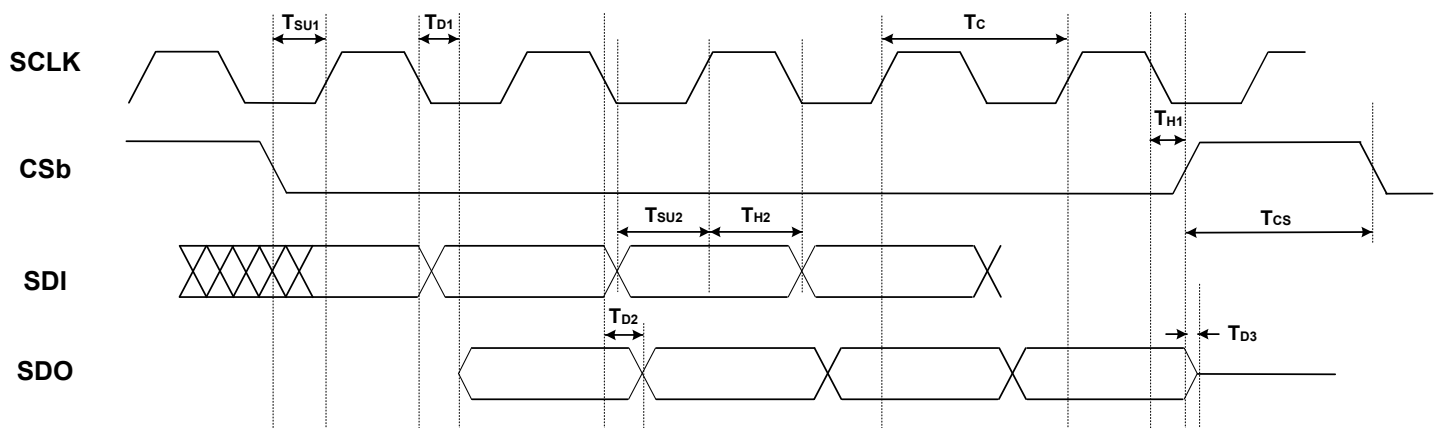 TSU1 TD1 TC
SCLK
TH1
CSb
TSU2 TH2 TCS
SDI
TD2 TD3
SDO